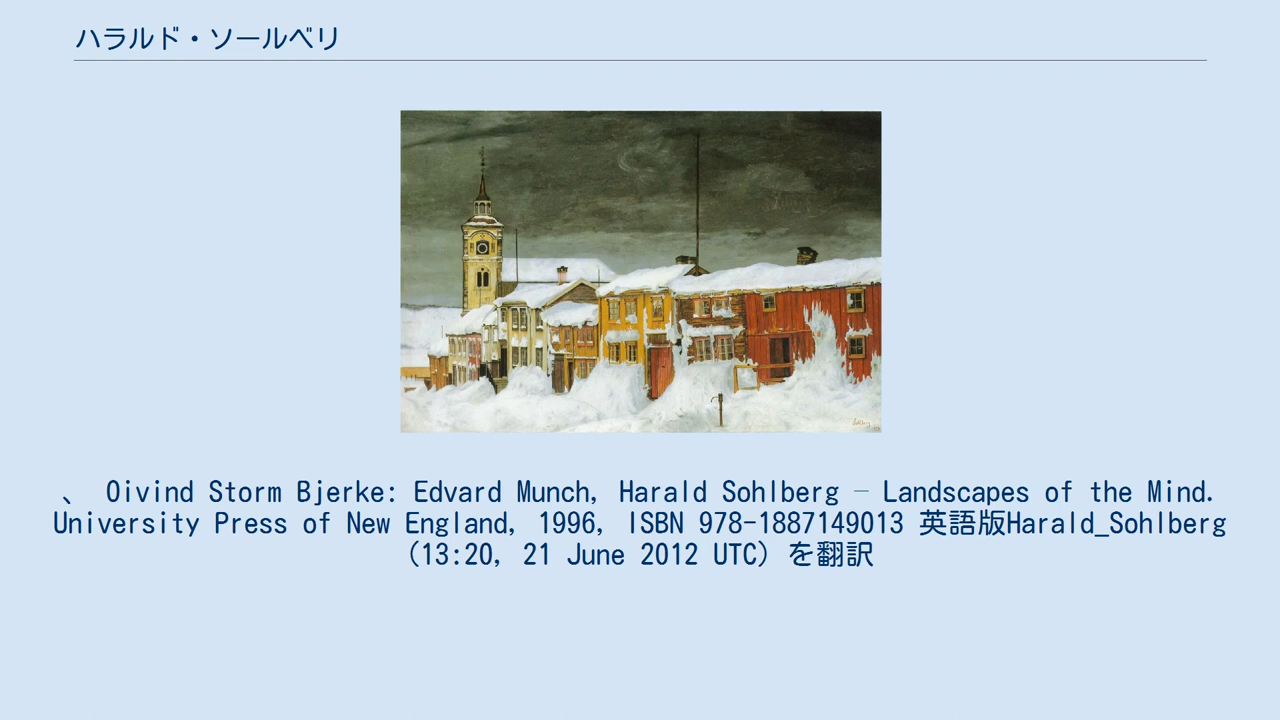 ハラルド・ソールベリ
、 Oivind Storm Bjerke: Edvard Munch, Harald Sohlberg – Landscapes of the Mind.
University Press of New England, 1996, ISBN 978-1887149013 英語版Harald_Sohlberg
(13:20, 21 June 2012 UTC) を翻訳